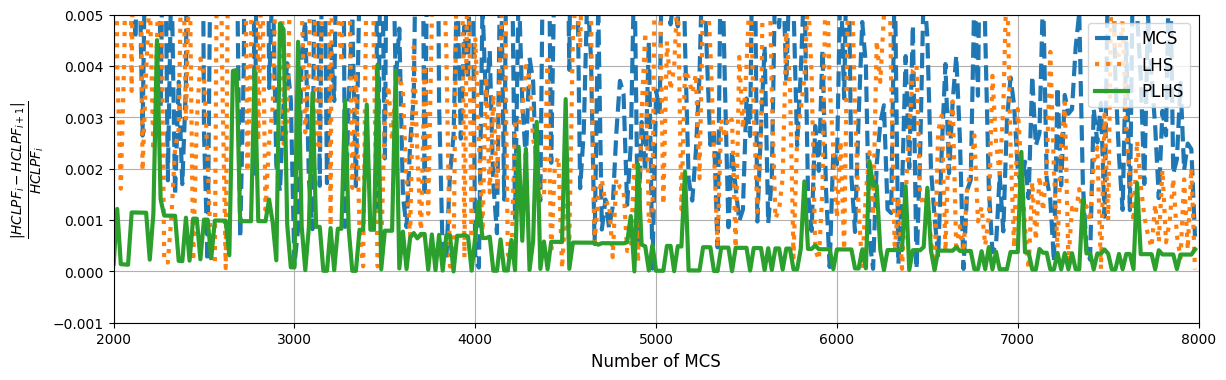 0.005
0.004
0.003
0.002
0.001
0.000
−0.001
|HCLPF_i − HCLPF_{i+1}|
HCLPF_i
2000 3000 4000 5000 6000 7000 8000
Number of MCS
MCS
LHS
PLHS